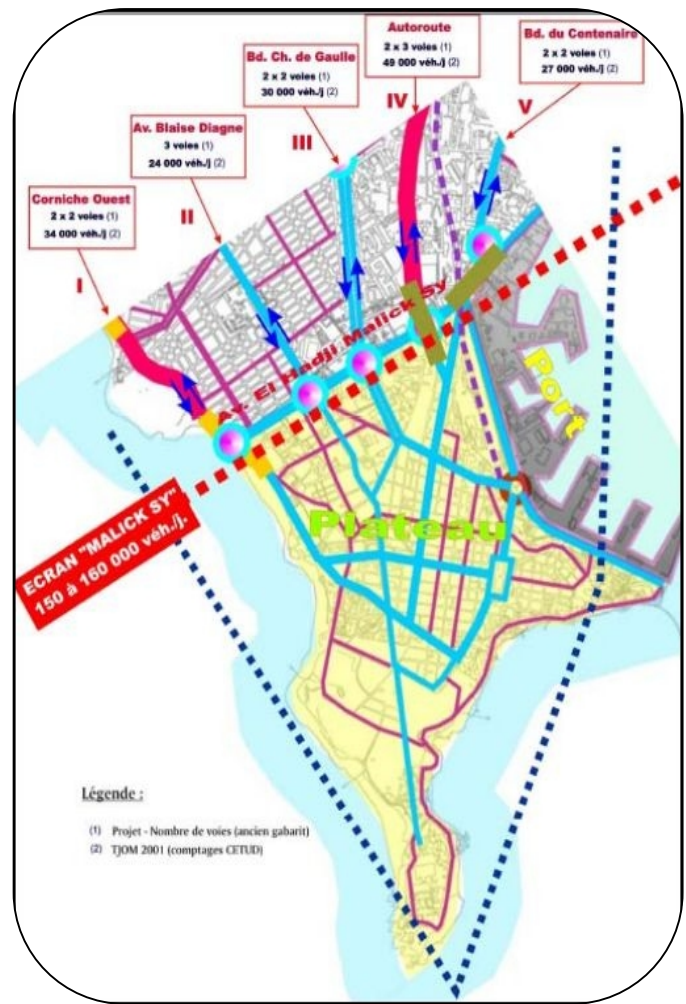 Autoroute
2 x 3 voies (1)
49 000 véh./j (2)
IV
Bd. du Centenaire
2 x 2 voies (1)
27 000 véh./j (2)
V
Bd. Ch. de Gaulle
2 x 2 voies (1)
30 000 véh./j (2)
III
Av. Blaise Diagne
3 voies (1)
24 000 véh./j (2)
II
Corniche Ouest
2 x 2 voies (1)
34 000 véh./j (2)
I
Av. El Hadji Malick Sy
Port
Plateau
ECRAN "MALICK SY"
150 à 160 000 véh./j.
Légende :
(1) Projet - Nombre de voies (ancien gabarit)
(2) TJOM 2001 (comptages CETUD)